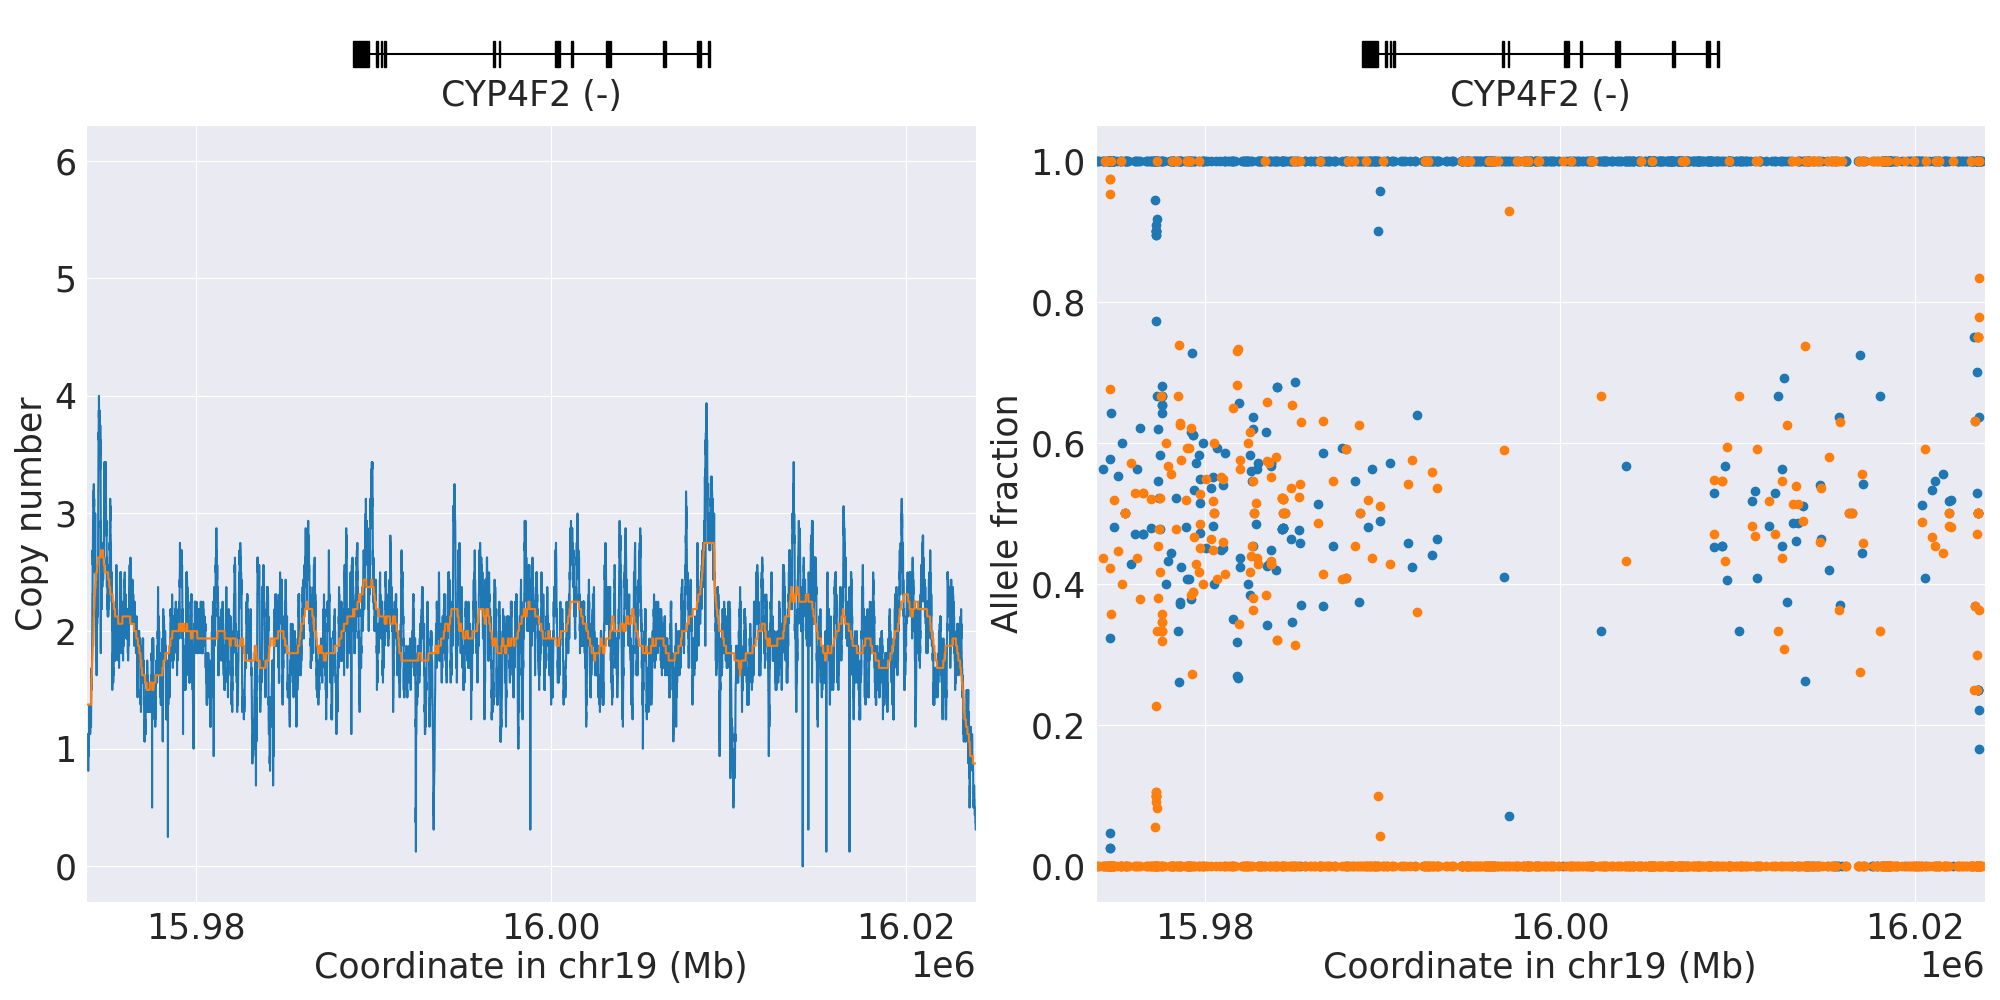 CYP4F2 (-)
6
5
4
3
2
1
0
Copy number
15.98
16.00
16.02
Coordinate in chr19 (Mb)
1e6
CYP4F2 (-)
1.0
0.8
0.6
0.4
0.2
0.0
Allele fraction
15.98
16.00
16.02
Coordinate in chr19 (Mb)
1e6